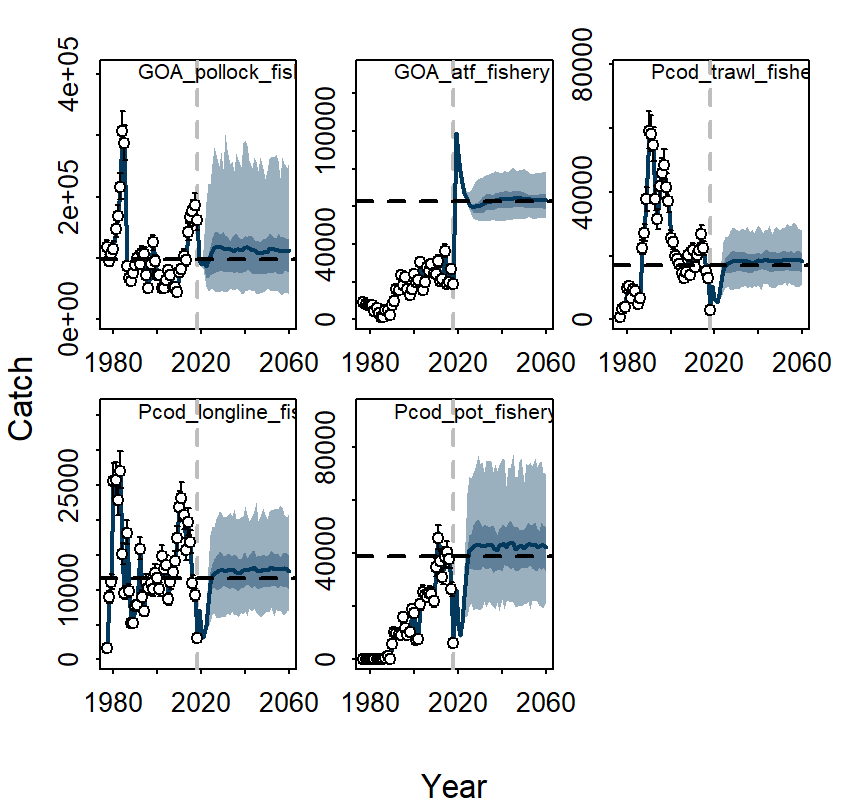 GOA_pollock_fis
GOA_atf_fishery
Pcod_trawl_fishe
4e+05
2e+05
0e+00
100000
40000
0
80000
40000
0
1980 2020 2060
1980 2020 2060
1980 2020 2060
Catch
Pcod_longline_fis
Pcod_pot_fishery
25000
10000
0
80000
40000
0
1980 2020 2060
1980 2020 2060
Year